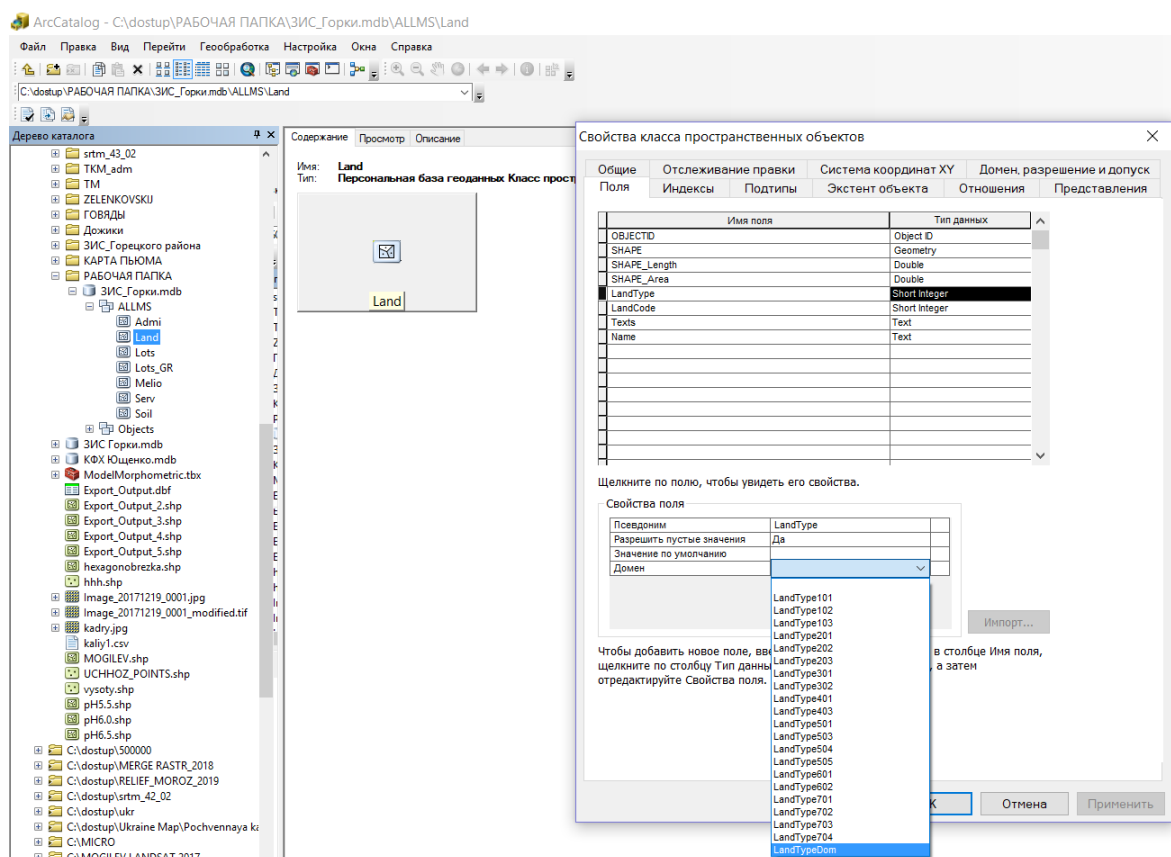 ArcCatalog - C:\dostup\РАБОЧАЯ ПАПКА\ЗИС_Горки.mdb\ALLMS\Land
Файл Правка Вид Перейти Геообработка Настройка Окна Справка
C:\dostup\РАБОЧАЯ ПАПКА\ЗИС_Горки.mdb\ALLMS\Land
Дерево каталога
srtm_43_02
TKM_adm
TM
ZELENKOVSKIJ
ГОВЯДЫ
Дожики
ЗИС_Горецкого района
КАРТА ПЬЮМА
РАБОЧАЯ ПАПКА
ЗИС_Горки.mdb
ALLMS
Admi
Land
Lots
Lots_GR
Melio
Serv
Soil
Objects
ЗИС Горки.mdb
КФХ Ющенко.mdb
ModelMorphometric.tbx
Export_Output.dbf
Export_Output_2.shp
Export_Output_3.shp
Export_Output_4.shp
Export_Output_5.shp
hexagonobrezka.shp
hhh.shp
Image_20171219_0001.jpg
Image_20171219_0001_modified.tif
kadry.jpg
kaliy1.csv
MOGILEV.shp
UCHHOZ_POINTS.shp
vysoty.shp
pH5.5.shp
pH6.0.shp
pH6.5.shp
C:\dostup\500000
C:\dostup\MERGE RASTR_2018
C:\dostup\RELIEF_MOROZ_2019
C:\dostup\srtm_42_02
C:\dostup\ukr
C:\dostup\Ukraine Map\Pochvennaya ka
C:\MICRO
C:\MOGILEV LANDSAT 2017
Содержание Просмотр Описание
Имя: Land
Тип: Персональная база геоданных Класс прост
Land
Свойства класса пространственных объектов
Общие Отслеживание правки Система координат XY Домен, разрешение и допуск
Поля Индексы Подтипы Экстент объекта Отношения Представления
Имя поля Тип данных
OBJECTID Object ID
SHAPE Geometry
SHAPE_Length Double
SHAPE_Area Double
LandType Short Integer
LandCode Short Integer
Texts Text
Name Text
Щелкните по полю, чтобы увидеть его свойства.
Свойства поля
Псевдоним LandType
Разрешить пустые значения Да
Значение по умолчанию
Домен
LandType101
LandType102
LandType103
LandType201
LandType202
LandType203
LandType301
LandType302
LandType401
LandType403
LandType501
LandType503
LandType504
LandType505
LandType601
LandType602
LandType701
LandType702
LandType703
LandType704
LandTypeDom
Импорт...
Чтобы добавить новое поле, в столбце Имя поля,
щелкните по столбцу Тип , а затем
отредактируйте Свойства поля.
Отмена Применить